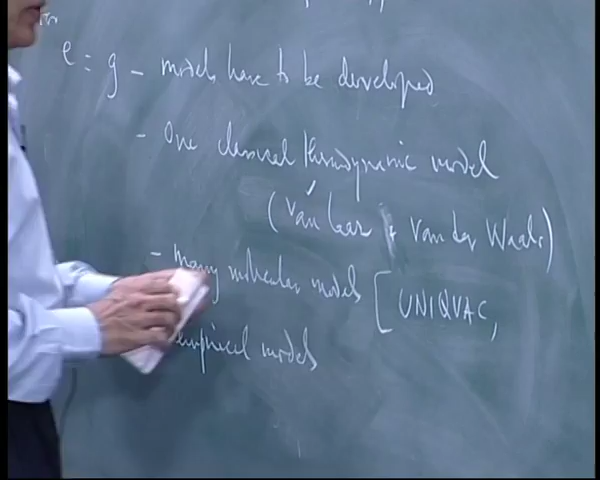 e = g - models have to be developed
- One classical thermodynamic model
(Van Laar & Van der Waals)
- many molecular models [UNIQVAC,
empirical models